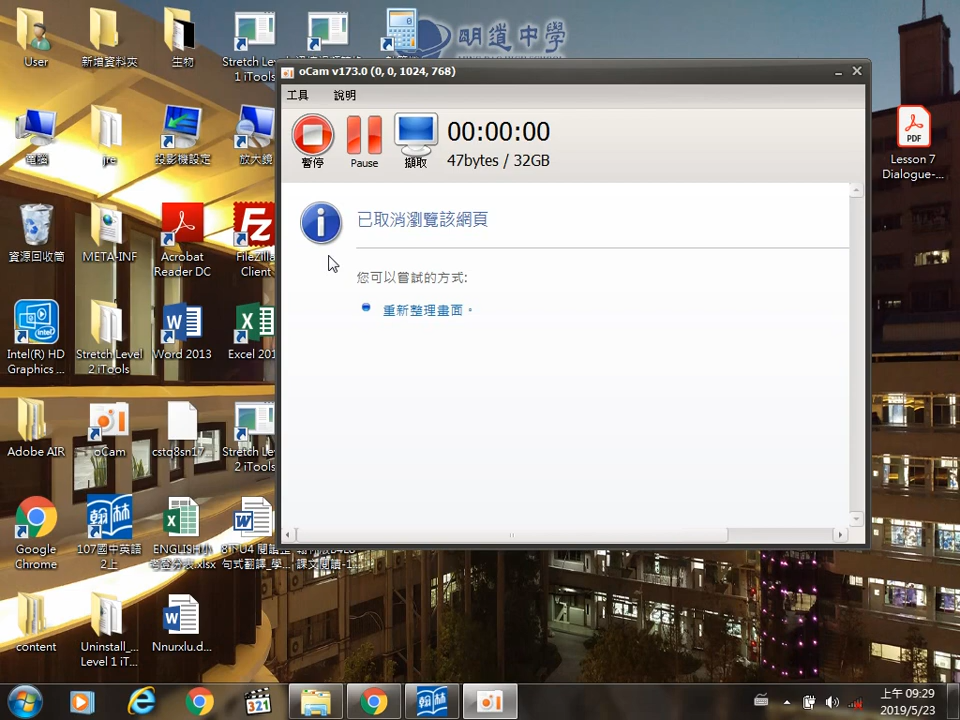 明道中學
User
新增資料夾
生物
Stretch Level
1 iTools
電腦
jre
投影機設定
放大鏡
資源回收筒
META-INF
Acrobat
Reader DC
FileZilla
Client
Intel(R) HD
Graphics ...
Stretch Level
2 iTools
Word 2013
Excel 201
Adobe AIR
oCam
cstq8sn17...
Stretch Leve
2 iTools
Google
Chrome
107國中英語
2上
content
Uninstall_...
Level 1 iT...
Nnurxlu.d...
oCam v173.0 (0, 0, 1024, 768)
工具 說明
暫停 Pause 擷取
00:00:00
47bytes / 32GB
已取消瀏覽該網頁
您可以嘗試的方式:
重新整理畫面。
PDF
Lesson 7
Dialogue-...
321
翰林
上午 09:29
2019/5/23